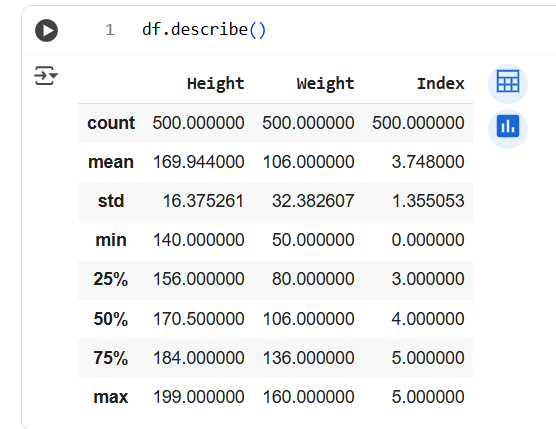 1 df.describe()
Height Weight Index
count 500.000000 500.000000 500.000000
mean 169.944000 106.000000 3.748000
std 16.375261 32.382607 1.355053
min 140.000000 50.000000 0.000000
25% 156.000000 80.000000 3.000000
50% 170.500000 106.000000 4.000000
75% 184.000000 136.000000 5.000000
max 199.000000 160.000000 5.000000